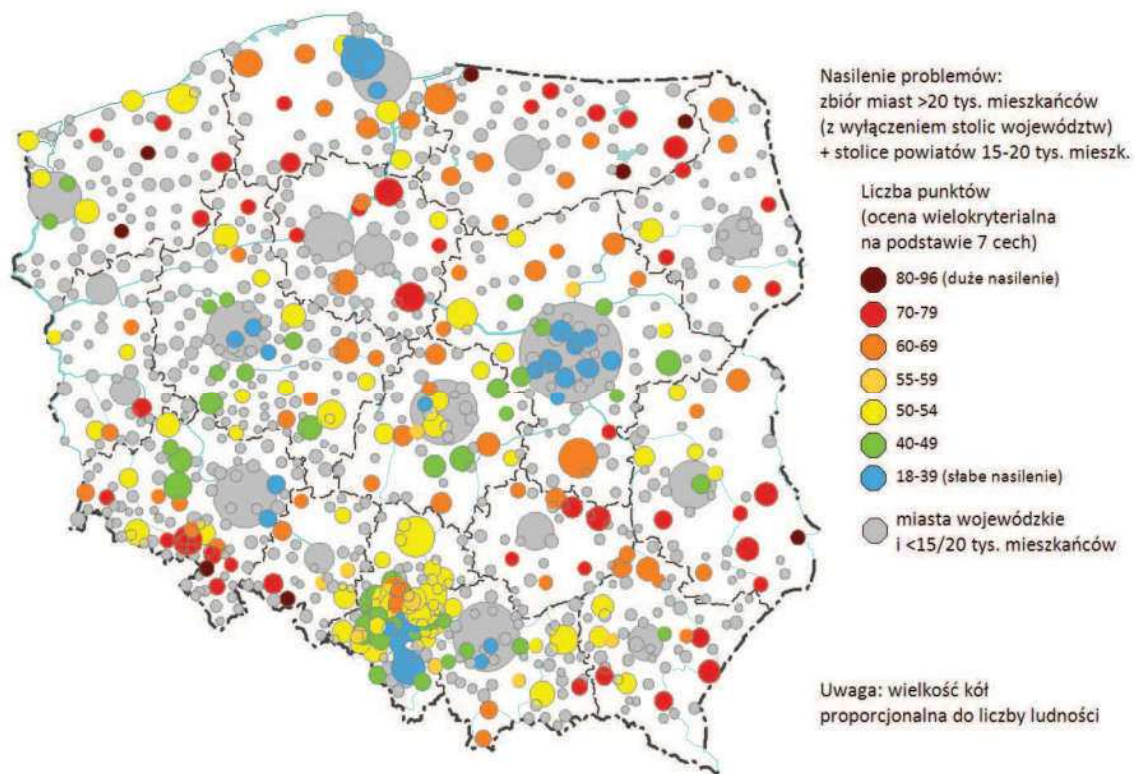 Nasilenie problemów:
zbiór miast >20 tys. mieszkańców
(z wyłączeniem stolic województw)
+ stolice powiatów 15-20 tys. mieszk.
Liczba punktów
(ocena wielokryterialna
na podstawie 7 cech)
80-96 (duże nasilenie)
70-79
60-69
55-59
50-54
40-49
18-39 (słabe nasilenie)
miasta wojewódzkie
i <15/20 tys. mieszkańców
Uwaga: wielkość kół
proporcjonalna do liczby ludności